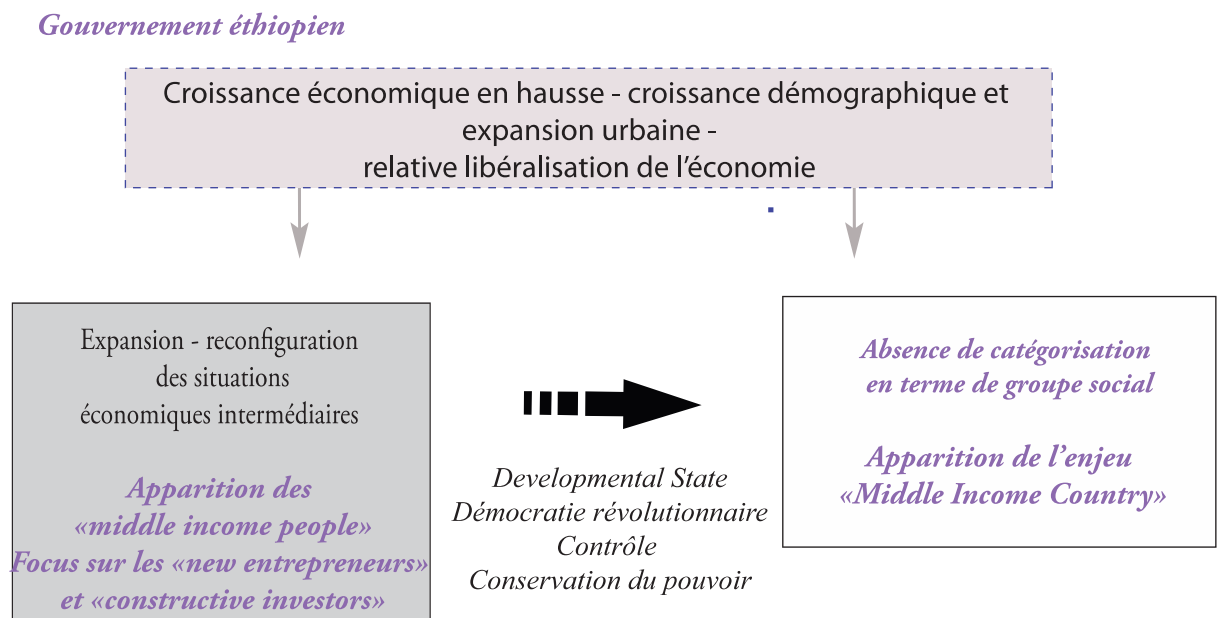 Gouvernement éthiopien
Croissance économique en hausse - croissance démographique et
expansion urbaine -
relative libéralisation de l’économie
Expansion - reconfiguration
des situations
économiques intermédiaires
Apparition des
«middle income people»
Focus sur les «new entrepreneurs»
et «constructive investors»
Developmental State
Démocratie révolutionnaire
Contrôle
Conservation du pouvoir
Absence de catégorisation
en terme de groupe social
Apparition de l’enjeu
«Middle Income Country»